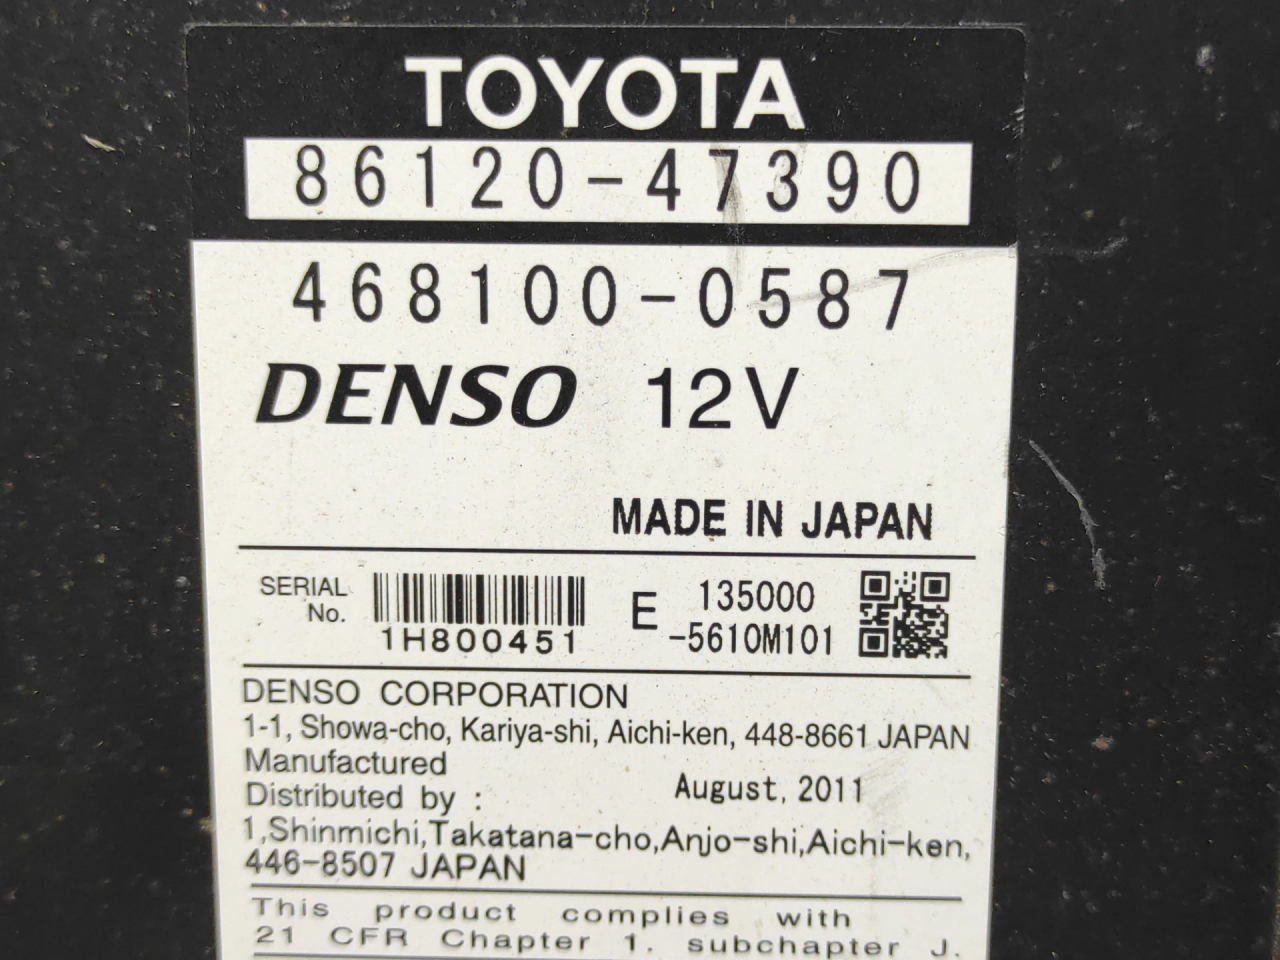 TOYOTA
86120-47390
468100-0587
DENSO 12V
MADE IN JAPAN
SERIAL No.
1H800451
E
135000
-5610M101
DENSO CORPORATION
1-1, Showa-cho, Kariya-shi, Aichi-ken, 448-8661 JAPAN
Manufactured
August, 2011
Distributed by :
1,Shinmichi,Takatana-cho,Anjo-shi,Aichi-ken,
446-8507 JAPAN
This product complies with
21 CFR Chapter 1. subchapter J.